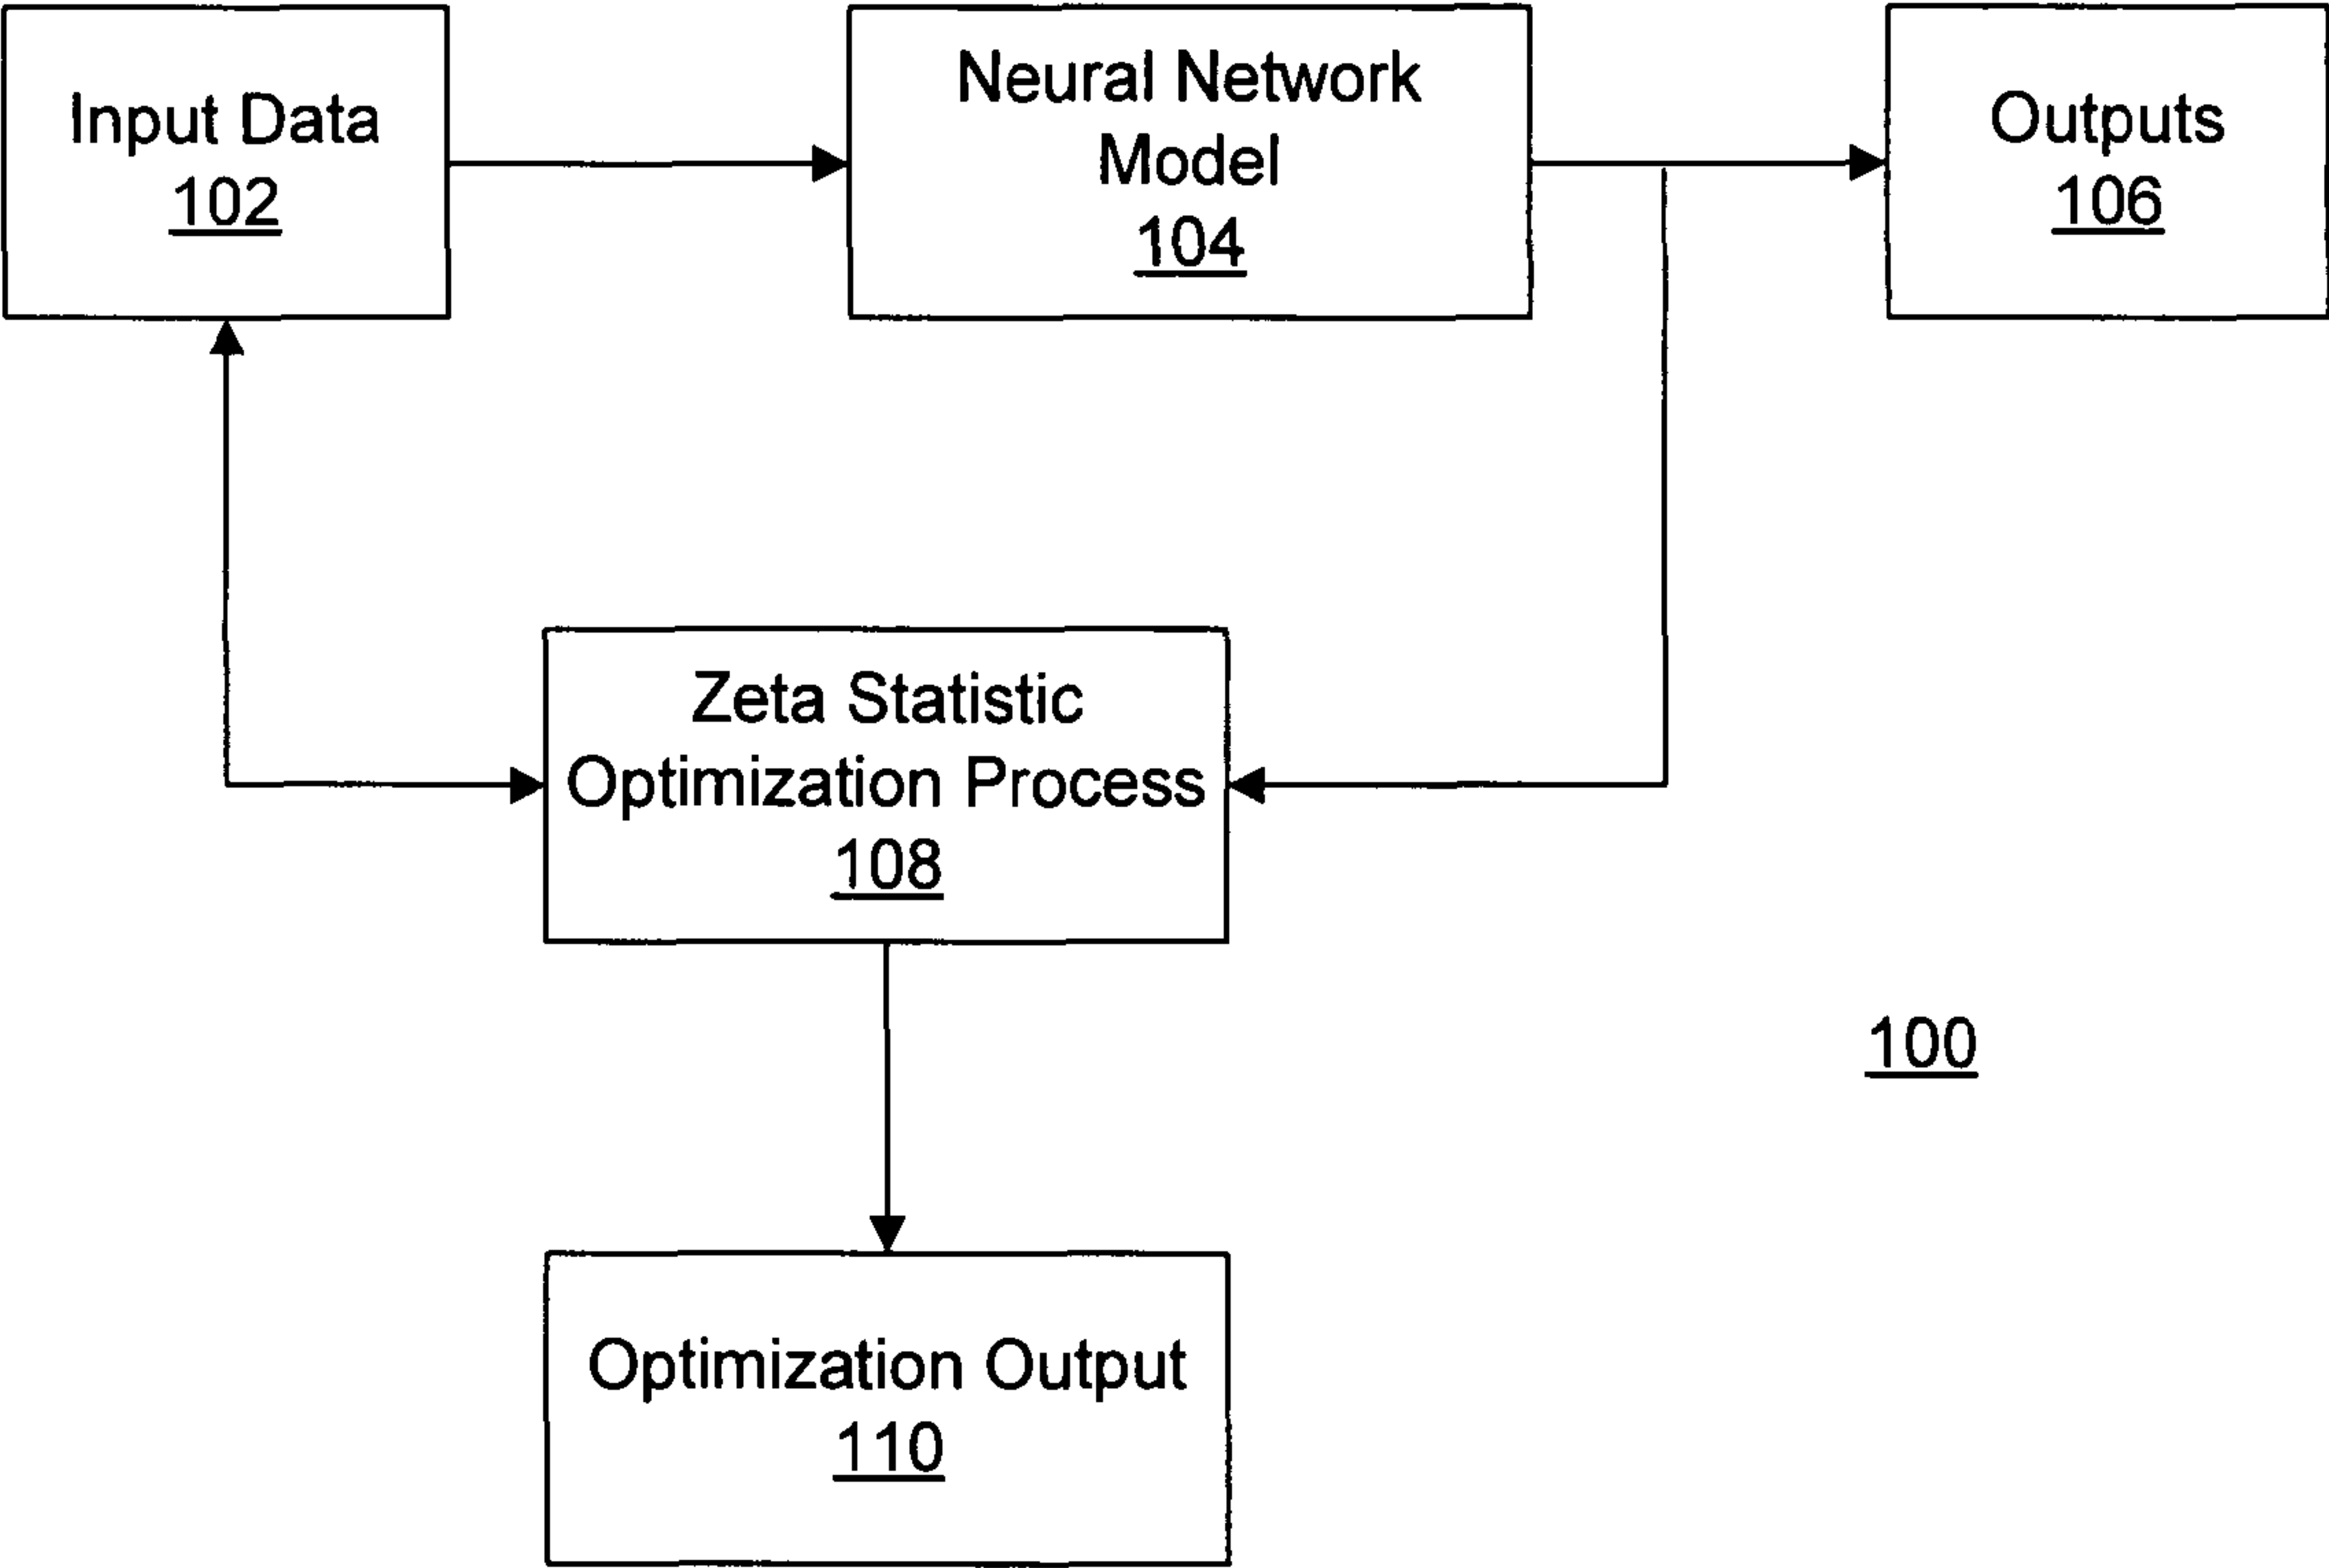 Input Data
102
Neural Network
Model
104
Outputs
106
Zeta Statistic
Optimization Process
108
100
Optimization Output
110